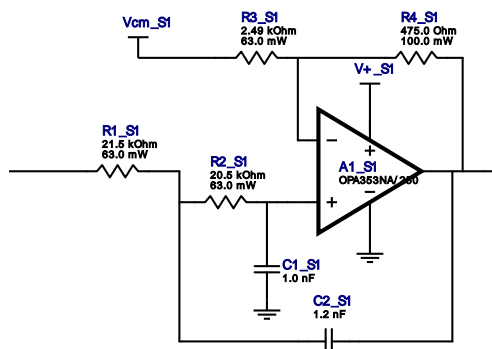 Vcm_S1
R3_S1
2.49 kOhm
63.0 mW
R4_S1
475.0 Ohm
100.0 mW
V+_S1
R1_S1
21.5 kOhm
63.0 mW
R2_S1
20.5 kOhm
63.0 mW
A1_S1
OPA353NA/250
C1_S1
1.0 nF
C2_S1
1.2 nF